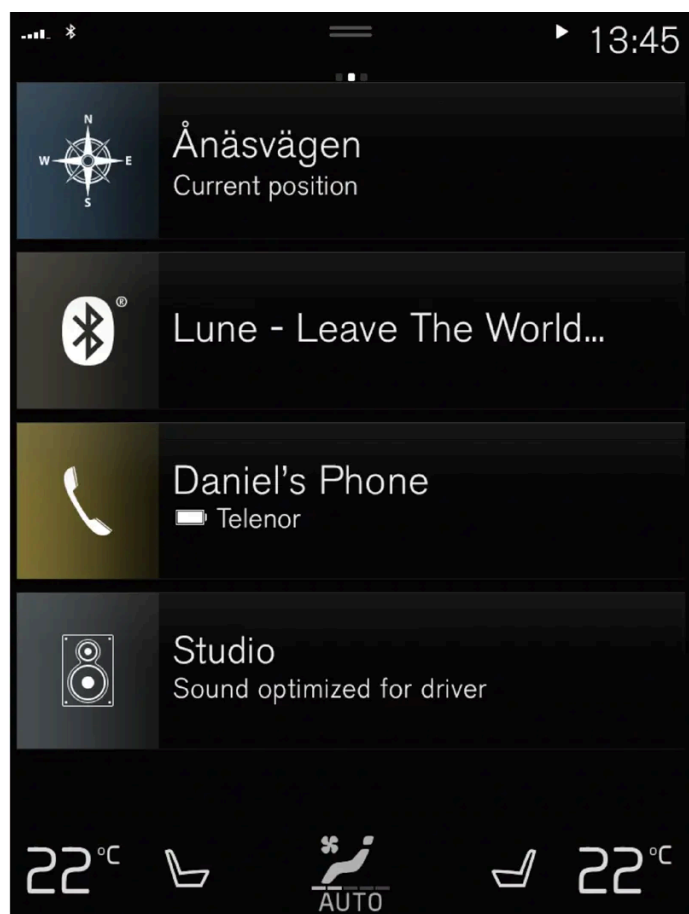 13:45
N
W E
S
Ånäsvägen
Current position
®
Lune - Leave The World...
Daniel's Phone
Telenor
Studio
Sound optimized for driver
22°C 22°C
AUTO